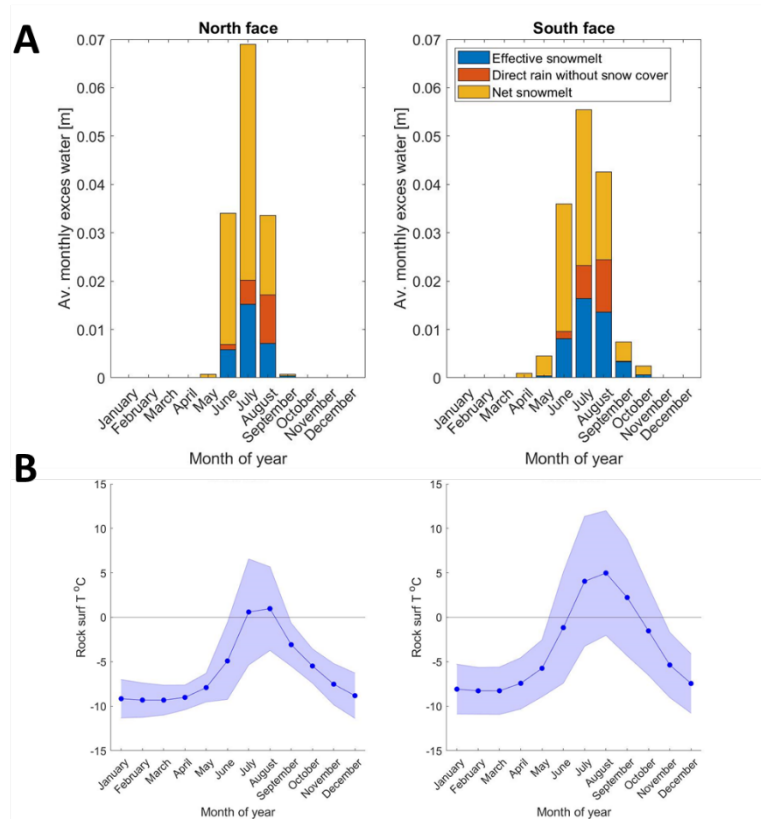 A
North face
South face
0.07
0.06
0.05
0.04
0.03
0.02
0.01
0
Av. monthly exces water [m]
January
February
March
April
May
June
July
August
September
October
November
December
Month of year
0.07
0.06
0.05
0.04
0.03
0.02
0.01
0
Av. monthly exces water [m]
Effective snowmelt
Direct rain without snow cover
Net snowmelt
January
February
March
April
May
June
July
August
September
October
November
December
Month of year
B
15
10
5
0
-5
-10
-15
Rock surf T °C
January
February
March
April
May
June
July
August
September
October
November
December
Month of year
15
10
5
0
-5
-10
-15
Rock surf T °C
January
February
March
April
May
June
July
August
September
October
November
December
Month of year